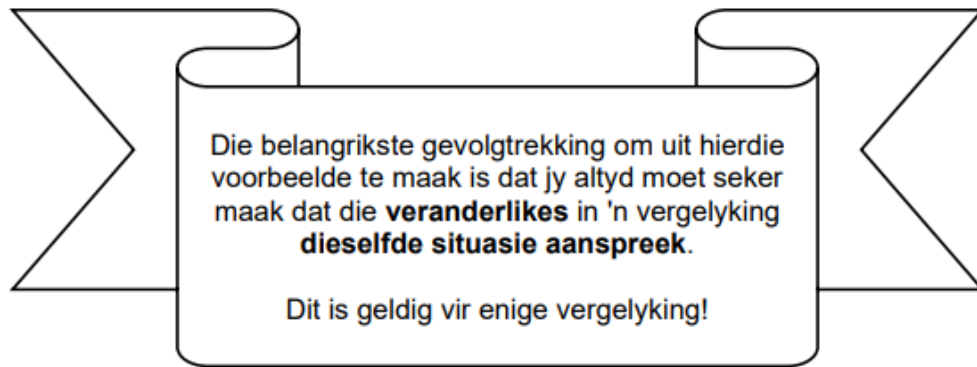 Die belangrikste gevolgtrekking om uit hierdie
voorbeelde te maak is dat jy altyd moet seker
maak dat die veranderlikes in 'n vergelyking
dieselfde situasie aanspreek.
Dit is geldig vir enige vergelyking!